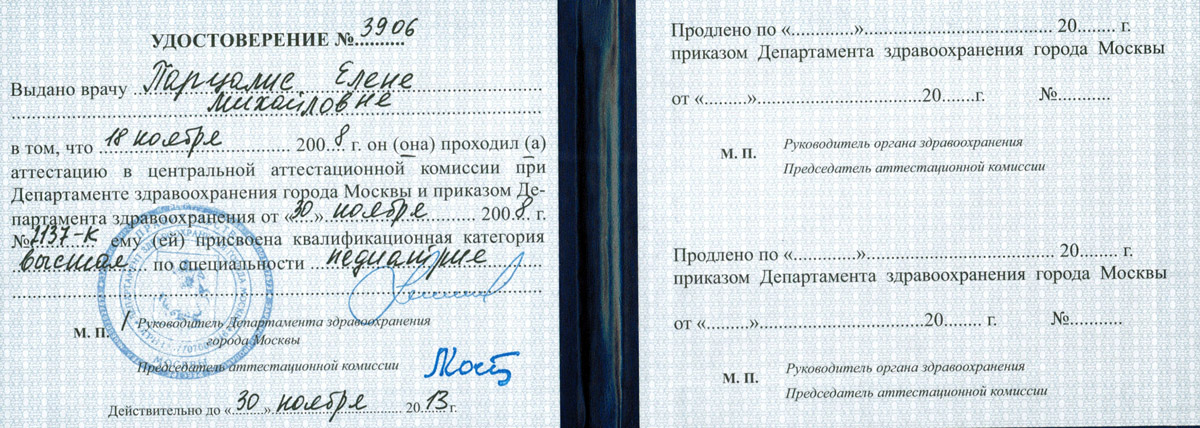 УДОСТОВЕРЕНИЕ № 3906
Выдано врачу Парцалис Елене
Михайловне
в том, что 18 ноября 2008 г. он (она) проходил (а)
аттестацию в центральной аттестационной комиссии при
Департаменте здравоохранения города Москвы и приказом Де-
партамента здравоохранения от «30» ноября 2008 г.
№ 1137-К ему (ей) присвоена квалификационная категория
высшая по специальности педиатрие
М. П. Руководитель Департамента здравоохранения
города Москвы
Председатель аттестационной комиссии
Действительно до «30» ноября 2013 г.
Продлено по «.............»............................................. 20........ г.
приказом Департамента здравоохранения города Москвы
от «.........»....................................20.......г. №...........
М. П. Руководитель органа здравоохранения
Председатель аттестационной комиссии
Продлено по «.............»............................................. 20........ г.
приказом Департамента здравоохранения города Москвы
от «.........»....................................20........ г. №...........
М. П. Руководитель органа здравоохранения
Председатель аттестационной комиссии